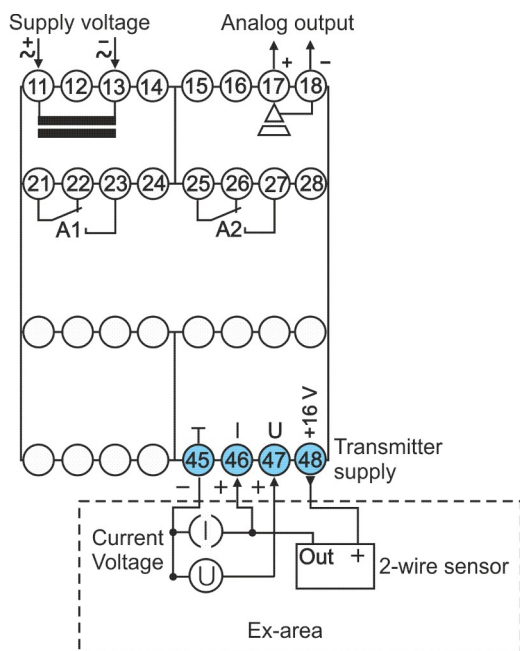 Supply voltage
Analog output
≂+
≂−
+
−
11 12 13 14 15 16 17 18
21 22 23 24 25 26 27 28
A1
A2
⊥
I
U
+16 V
45 46 47 48
Transmitter
supply
−
+
+
Current
Voltage
I
U
Out +
2-wire sensor
Ex-area